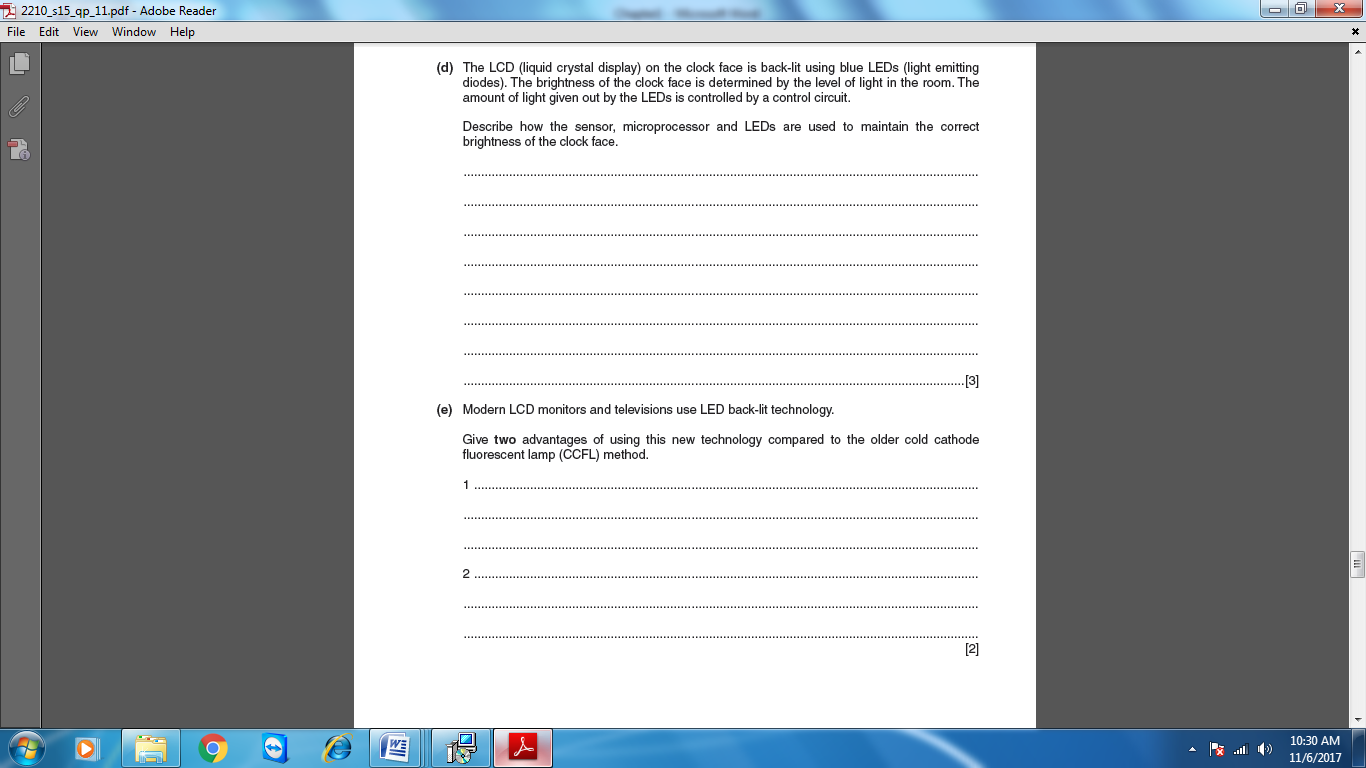 2210_s15_qp_11.pdf - Adobe Reader
File Edit View Window Help
(d) The LCD (liquid crystal display) on the clock face is back-lit using blue LEDs (light emitting
diodes). The brightness of the clock face is determined by the level of light in the room. The
amount of light given out by the LEDs is controlled by a control circuit.
Describe how the sensor, microprocessor and LEDs are used to maintain the correct
brightness of the clock face.
[3]
(e) Modern LCD monitors and televisions use LED back-lit technology.
Give two advantages of using this new technology compared to the older cold cathode
fluorescent lamp (CCFL) method.
1
2
[2]
10:30 AM
11/6/2017